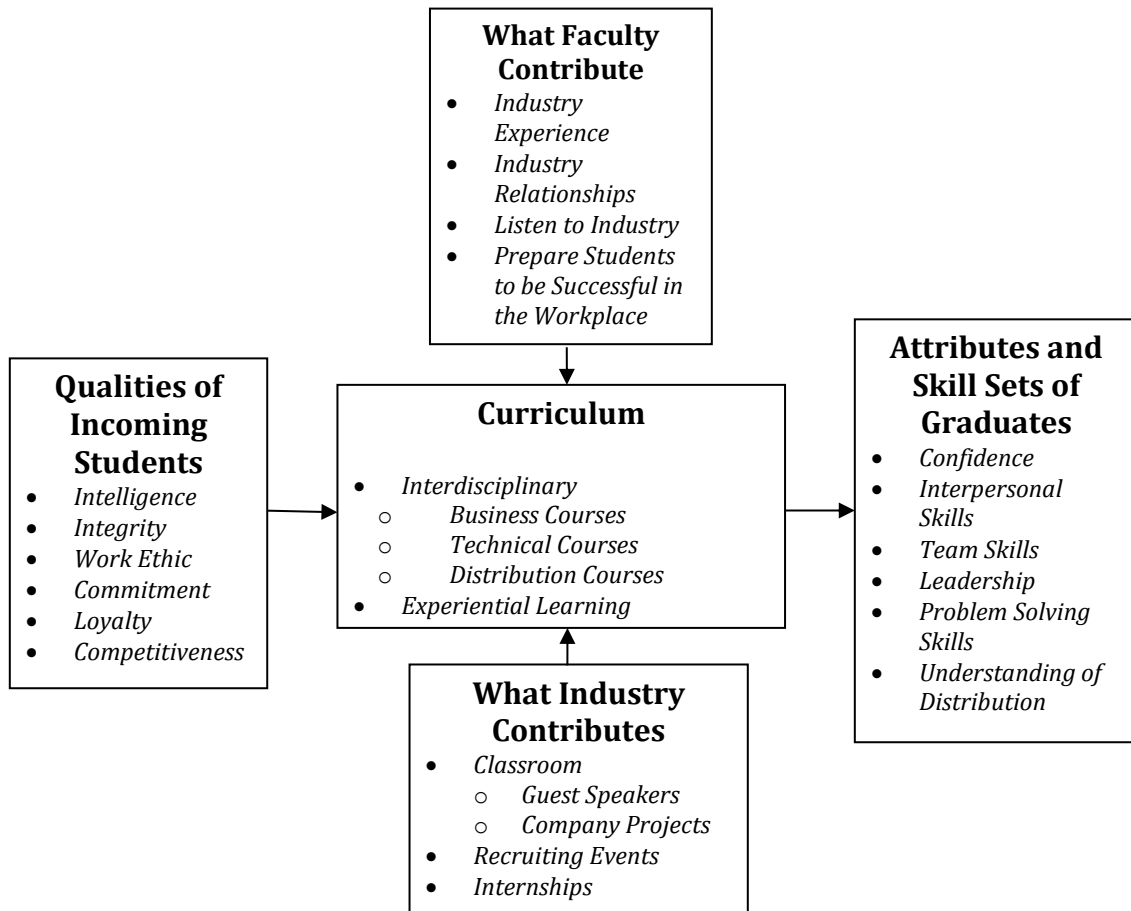 What Faculty
Contribute
• Industry
Experience
• Industry
Relationships
• Listen to Industry
• Prepare Students
to be Successful in
the Workplace
Qualities of
Incoming
Students
• Intelligence
• Integrity
• Work Ethic
• Commitment
• Loyalty
• Competitiveness
Curriculum
• Interdisciplinary
o Business Courses
o Technical Courses
o Distribution Courses
• Experiential Learning
Attributes and
Skill Sets of
Graduates
• Confidence
• Interpersonal
Skills
• Team Skills
• Leadership
• Problem Solving
Skills
• Understanding of
Distribution
What Industry
Contributes
• Classroom
o Guest Speakers
o Company Projects
• Recruiting Events
• Internships